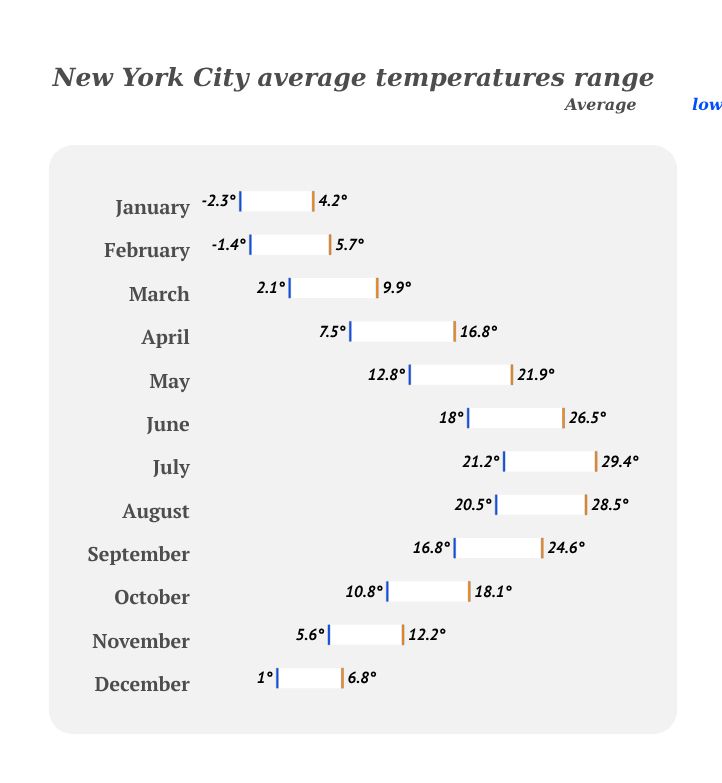 New York City average temperatures range
Average low
January -2.3° 4.2°
February -1.4° 5.7°
March 2.1° 9.9°
April 7.5° 16.8°
May 12.8° 21.9°
June 18° 26.5°
July 21.2° 29.4°
August 20.5° 28.5°
September 16.8° 24.6°
October 10.8° 18.1°
November 5.6° 12.2°
December 1° 6.8°